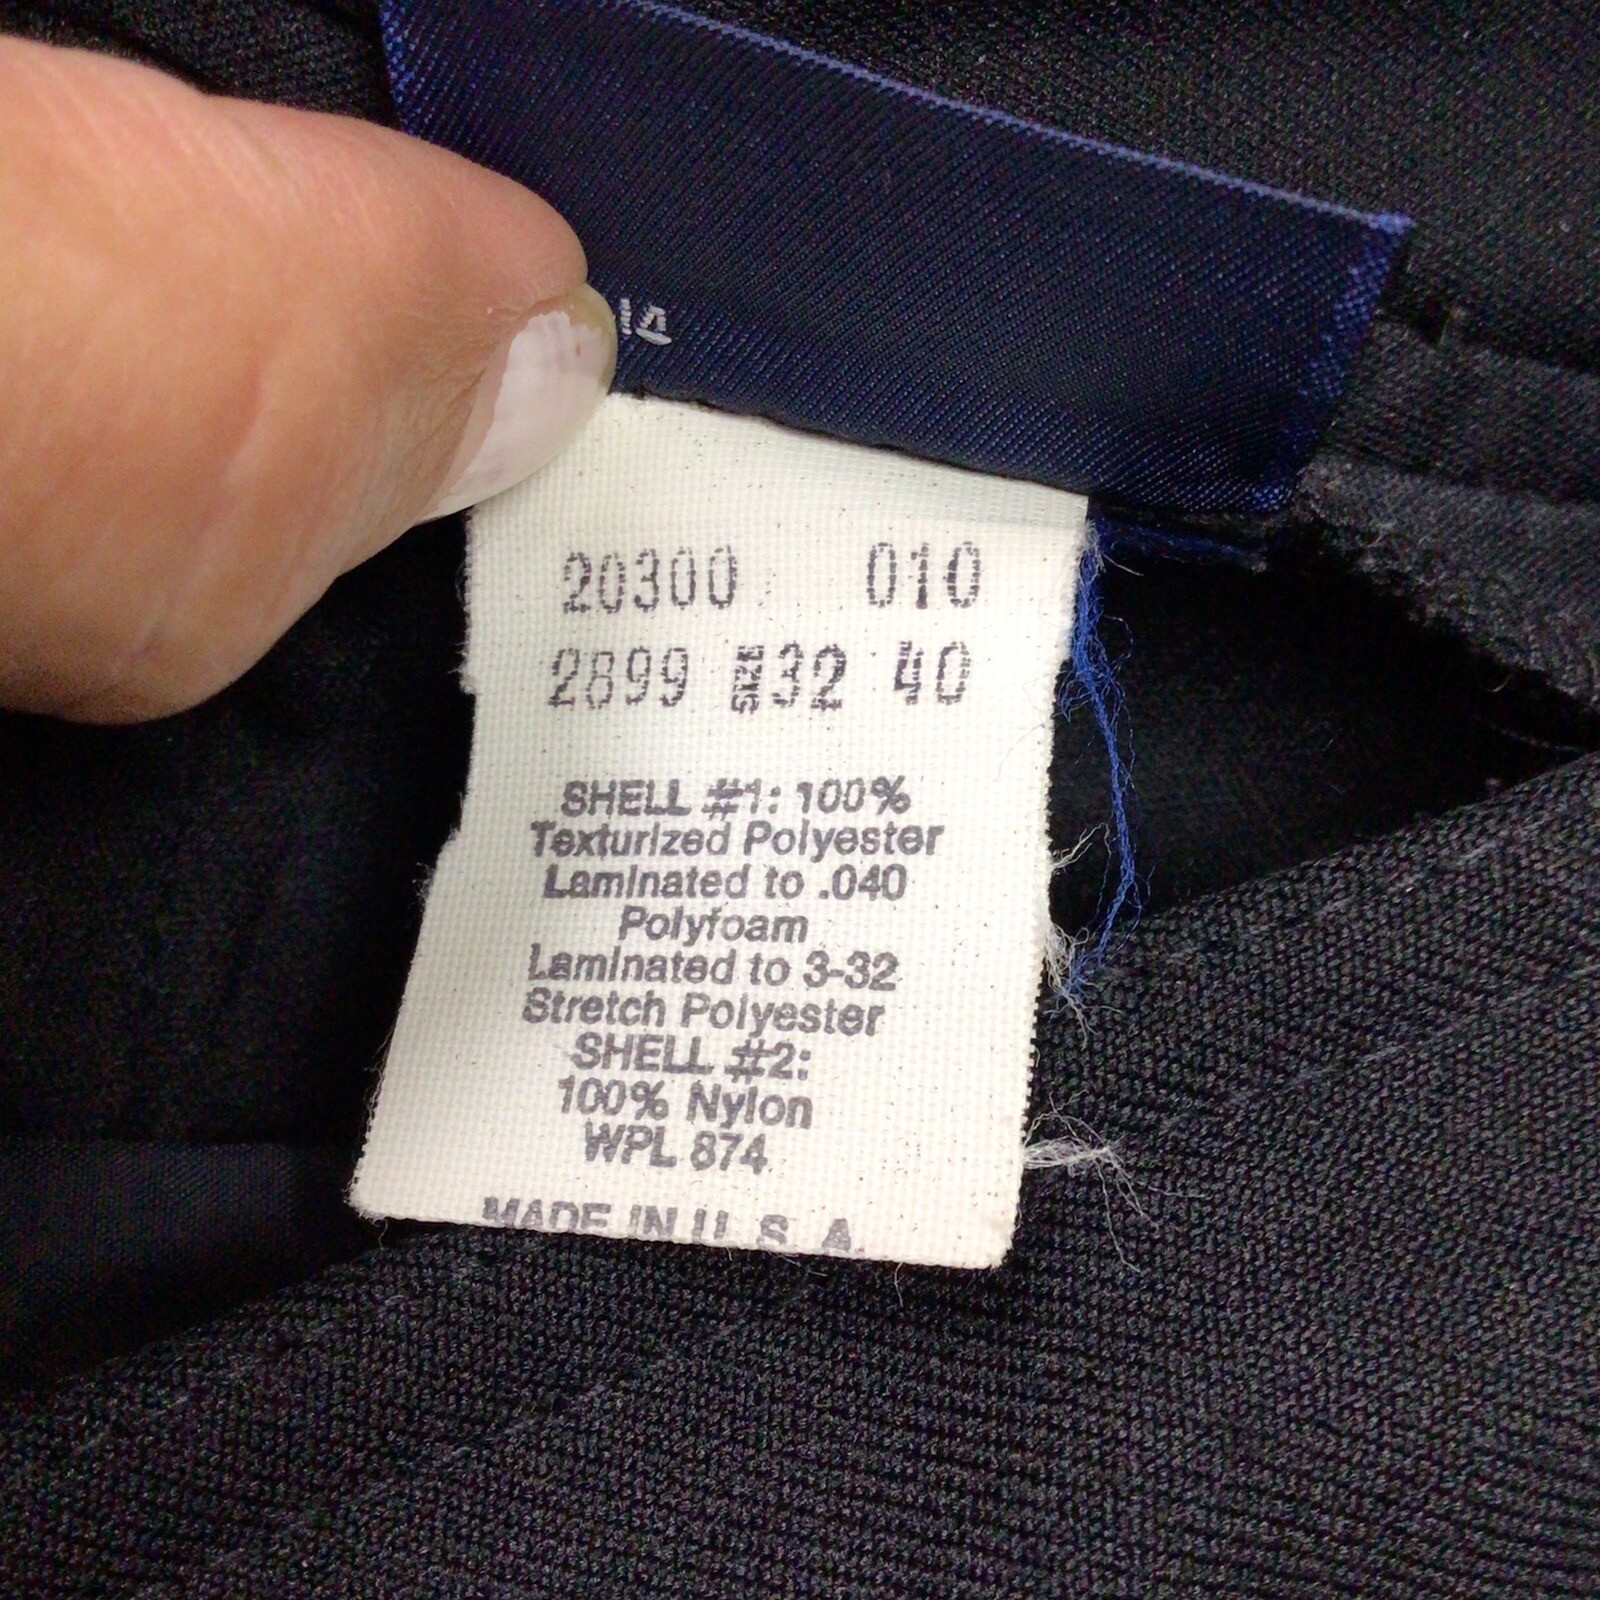 20300 010
2899 SIZE 32 40
SHELL #1: 100%
Texturized Polyester
Laminated to .040
Polyfoam
Laminated to 3-32
Stretch Polyester
SHELL #2:
100% Nylon
WPL 874
MADE IN U.S.A.